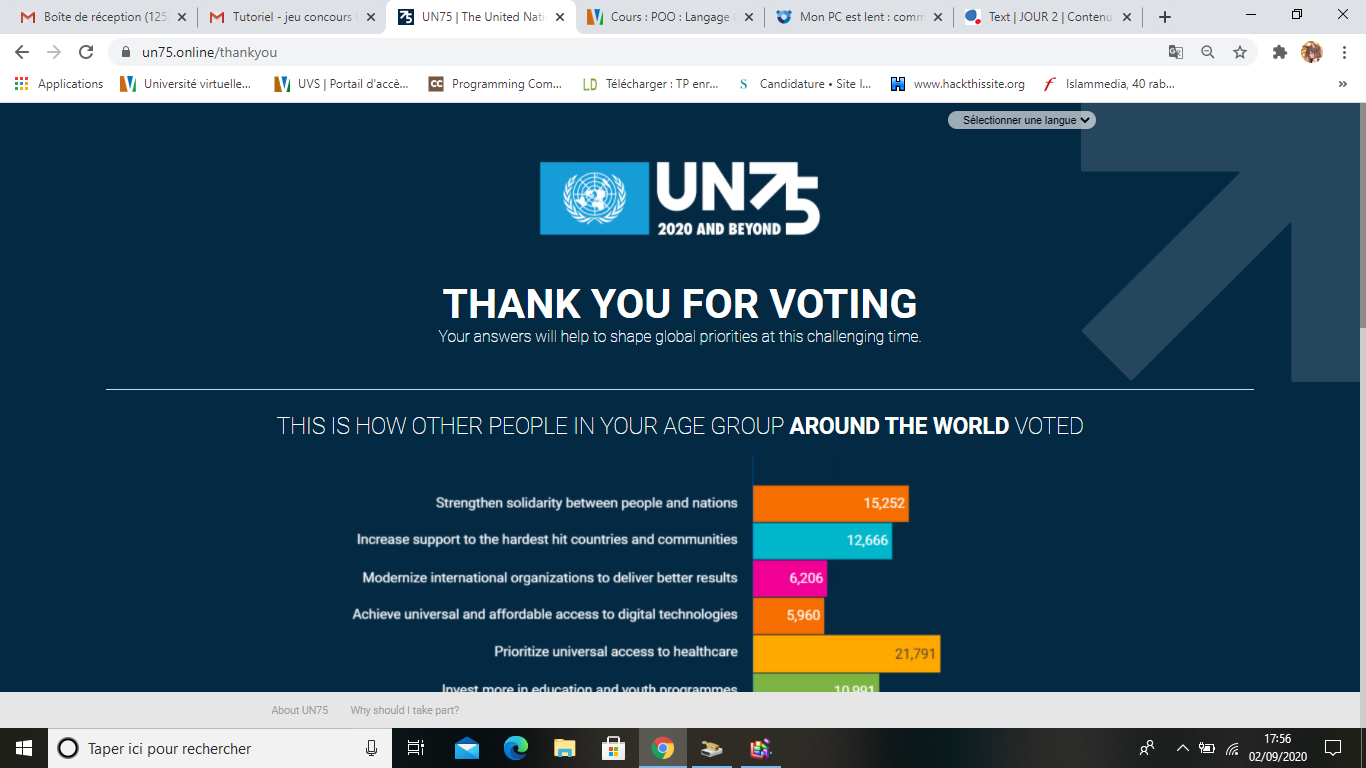 Boîte de réception (125
Tutoriel - jeu concours
UN75 | The United Nati
Cours : POO : Langage
Mon PC est lent : comm
Text | JOUR 2 | Contenu
un75.online/thankyou
Applications
Université virtuelle...
UVS | Portail d'accè...
CC Programming Com...
LD Télécharger : TP enr...
S Candidature • Site I...
www.hackthissite.org
Islammedia, 40 rab...
»
Sélectionner une langue
UN75
2020 AND BEYOND
THANK YOU FOR VOTING
Your answers will help to shape global priorities at this challenging time.
THIS IS HOW OTHER PEOPLE IN YOUR AGE GROUP AROUND THE WORLD VOTED
Strengthen solidarity between people and nations 15,252
Increase support to the hardest hit countries and communities 12,666
Modernize international organizations to deliver better results 6,206
Achieve universal and affordable access to digital technologies 5,960
Prioritize universal access to healthcare 21,791
Invest more in education and youth programmes 10,991
About UN75 Why should I take part?
Taper ici pour rechercher
17:56
02/09/2020